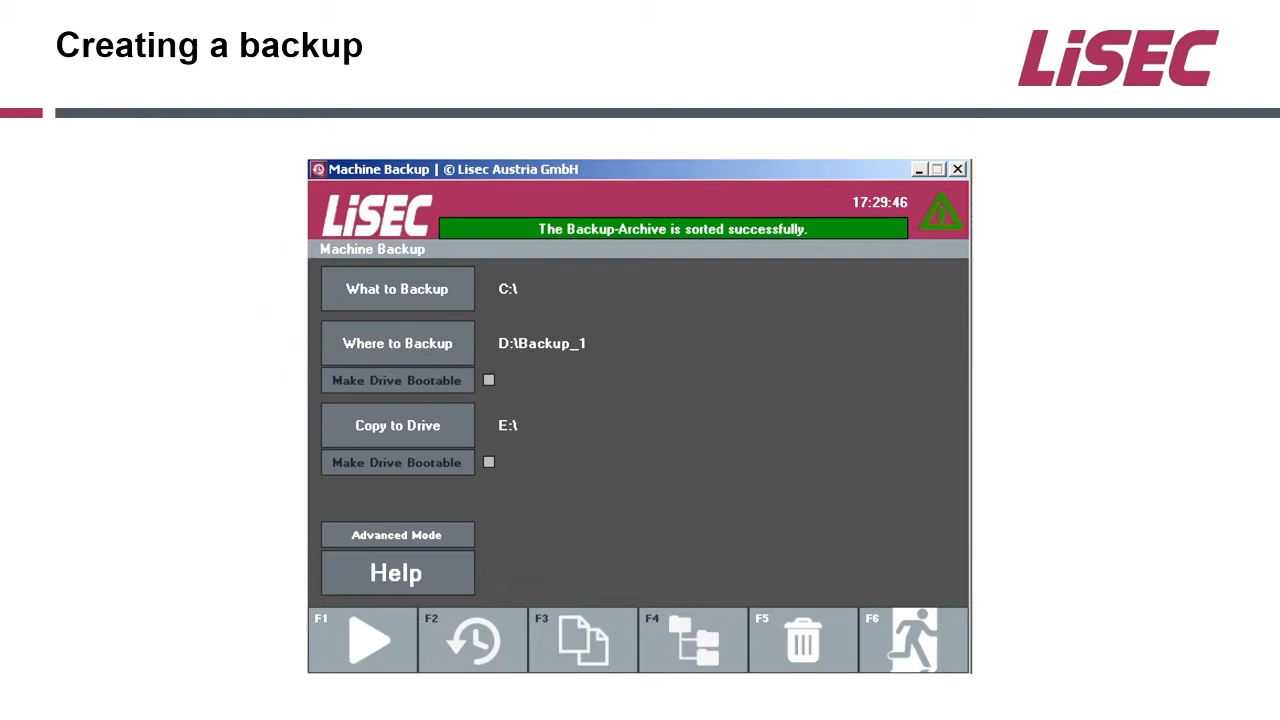 Creating a backup
LiSEC
Machine Backup | © Lisec Austria GmbH
LiSEC
17:29:46
The Backup-Archive is sorted successfully.
Machine Backup
What to Backup C:\
Where to Backup D:\Backup_1
Make Drive Bootable
Copy to Drive E:\
Make Drive Bootable
Advanced Mode
Help
F1 F2 F3 F4 F5 F6